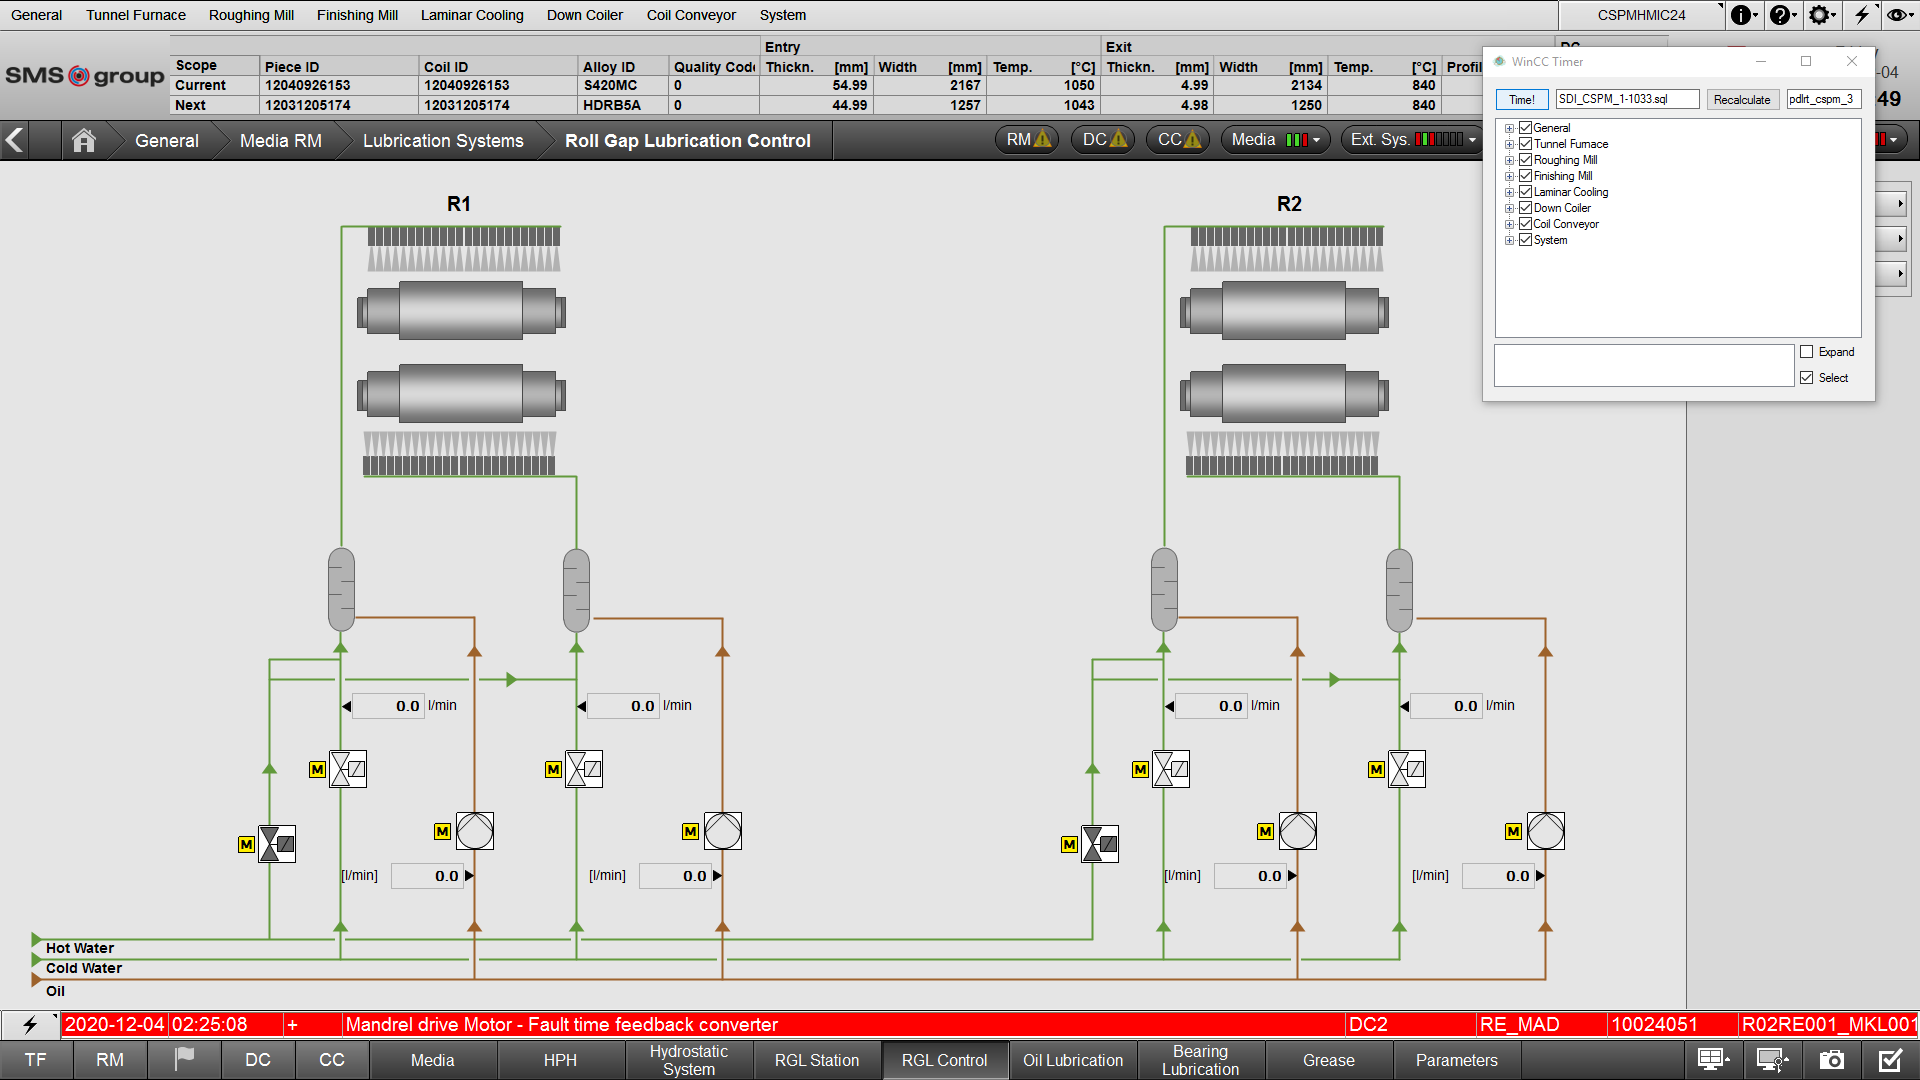 General Tunnel Furnace Roughing Mill Finishing Mill Laminar Cooling Down Coiler Coil Conveyor System CSPMHMIC24
SMS group
Entry Exit
Scope Piece ID Coil ID Alloy ID Quality Code Thickn. [mm] Width [mm] Temp. [°C] Thickn. [mm] Width [mm] Temp. [°C] Profil
Current 12040926153 12040926153 S420MC 0 54.99 2167 1050 4.99 2134 840
Next 12031205174 12031205174 HDRB5A 0 44.99 1257 1043 4.98 1250 840
-04
49
General Media RM Lubrication Systems Roll Gap Lubrication Control RM DC CC Media Ext. Sys.
WinCC Timer
Time! SDI_CSPM_1-1033.sql Recalculate pdlrt_cspm_3
General
Tunnel Furnace
Roughing Mill
Finishing Mill
Laminar Cooling
Down Coiler
Coil Conveyor
System
Expand
Select
R1 R2
0.0 l/min 0.0 l/min 0.0 l/min 0.0 l/min
M M M M
M M M M
M M
[l/min] 0.0 [l/min] 0.0 [l/min] 0.0 [l/min] 0.0
Hot Water
Cold Water
Oil
2020-12-04 02:25:08 + Mandrel drive Motor - Fault time feedback converter DC2 RE_MAD 10024051 R02RE001_MKL001
TF RM DC CC Media HPH Hydrostatic System RGL Station RGL Control Oil Lubrication Bearing Lubrication Grease Parameters